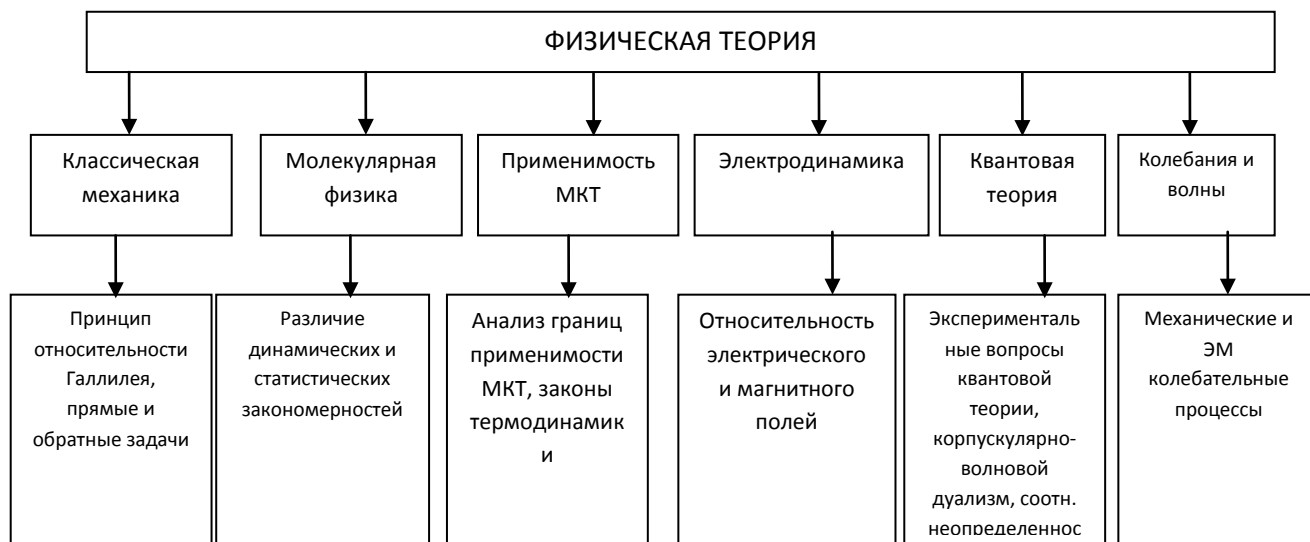 ФИЗИЧЕСКАЯ ТЕОРИЯ
Классическая
механика
Молекулярная
физика
Применимость
МКТ
Электродинамика
Квантовая
теория
Колебания и
волны
Принцип
относительности
Галлилея,
прямые и
обратные задачи
Различие
динамических и
статистических
закономерностей
Анализ границ
применимости
МКТ, законы
термодинамик
и
Относительность
электрического
и магнитного
полей
Эксперименталь
ные вопросы
квантовой
теории,
корпускулярно-
волновой
дуализм, соотн.
неопределеннос
Механические и
ЭМ
колебательные
процессы